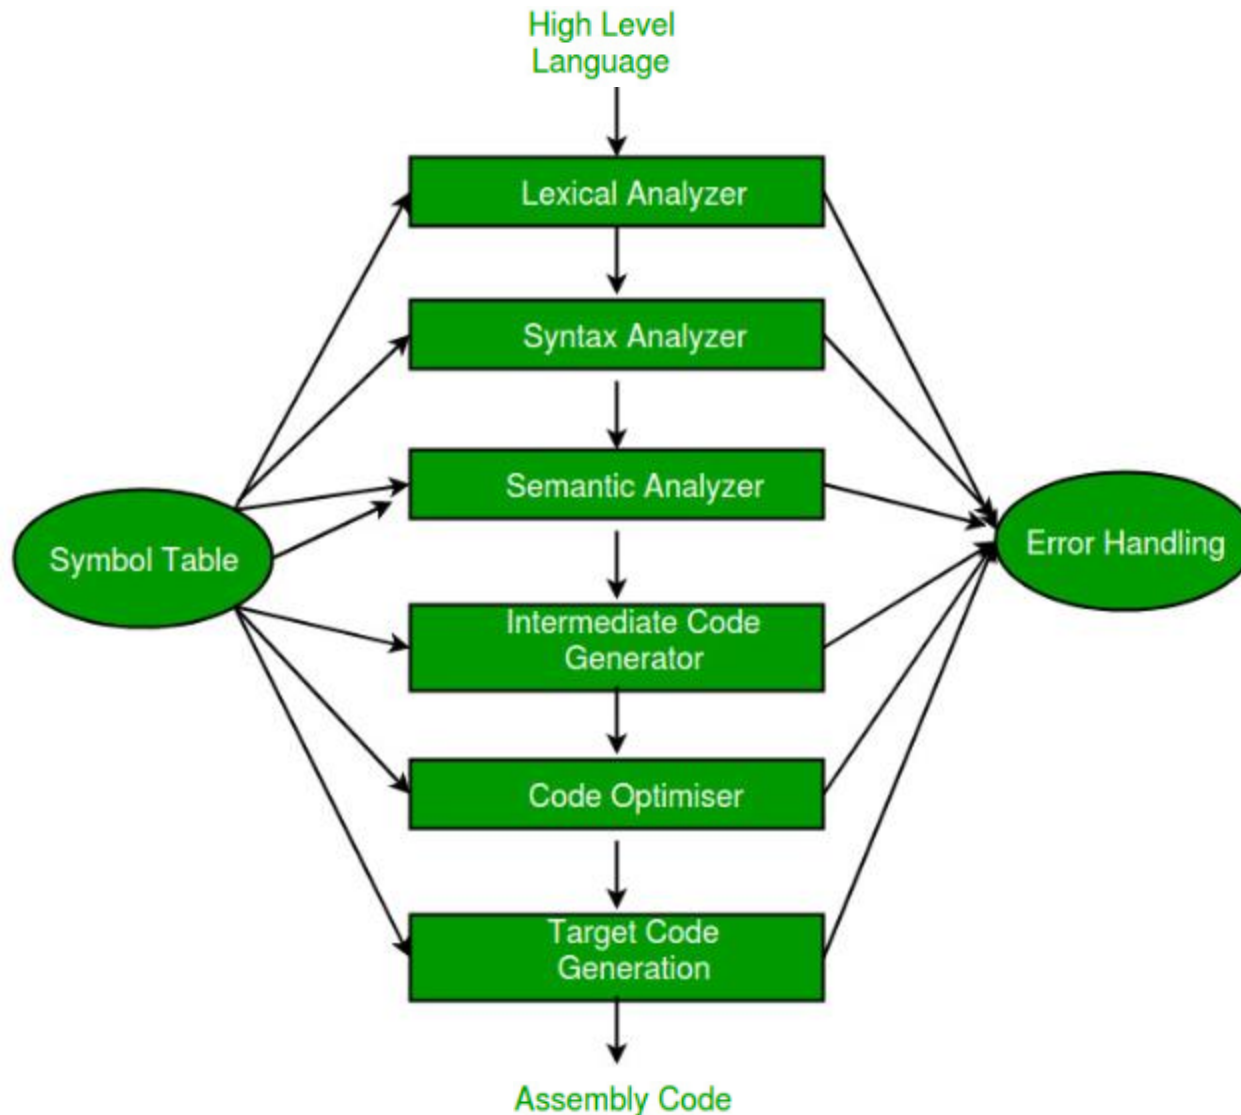 High Level
Language
Lexical Analyzer
Syntax Analyzer
Semantic Analyzer
Symbol Table
Error Handling
Intermediate Code
Generator
Code Optimiser
Target Code
Generation
Assembly Code